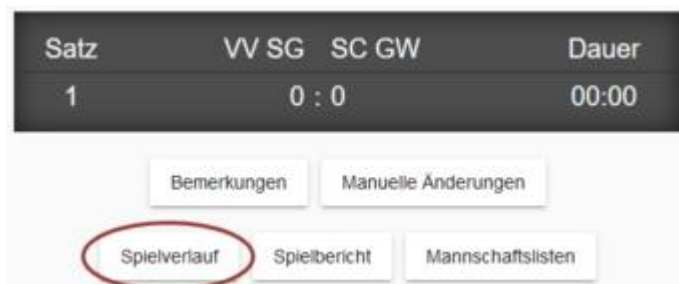 Satz VV SG SC GW Dauer
1 0 : 0 00:00
Bemerkungen Manuelle Änderungen
Spielverlauf Spielbericht Mannschaftslisten